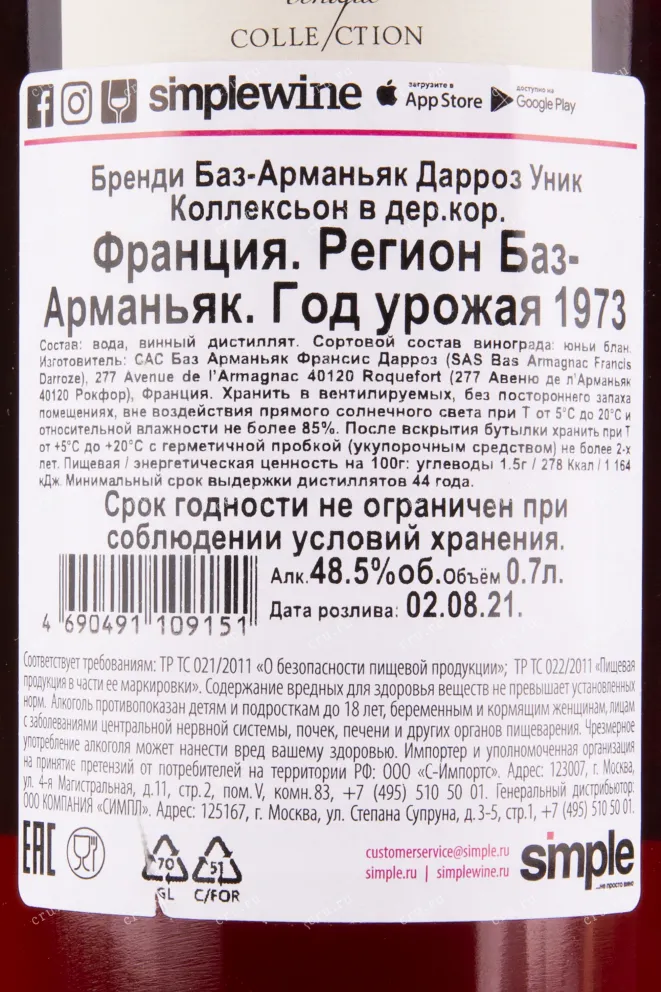 COLLECTION
simplewine загрузите в App Store доступно на Google Play
Бренди Баз-Арманьяк Дарроз Уник
Коллексьон в дер.кор.
Франция. Регион Баз-
Арманьяк. Год урожая 1973
Состав: вода, винный дистиллят. Сортовой состав винограда: юньи блан.
Изготовитель: САС Баз Арманьяк Франсис Дарроз (SAS Bas Armagnac Francis
Darroze), 277 Avenue de l'Armagnac 40120 Roquefort (277 Авеню де л'Арманьяк
40120 Рокфор), Франция. Хранить в вентилируемых, без постороннего запаха
помещениях, вне воздействия прямого солнечного света при T от 5°C до 20°C и
относительной влажности не более 85%. После вскрытия бутылки хранить при T
от +5°C до +20°C с герметичной пробкой (укупорочным средством) не более 2-х
лет. Пищевая / энергетическая ценность на 100г: углеводы 1.5г / 278 Ккал / 1 164
кДж. Минимальный срок выдержки дистиллятов 44 года.
Срок годности не ограничен при
соблюдении условий хранения.
Алк. 48.5%об. Объём 0.7л.
Дата розлива: 02.08.21.
4 690491 109151
Соответствует требованиям: ТР ТС 021/2011 «О безопасности пищевой продукции»; ТР ТС 022/2011 «Пищевая
продукция в части ее маркировки». Содержание вредных для здоровья веществ не превышает установленных
норм. Алкоголь противопоказан детям и подросткам до 18 лет, беременным и кормящим женщинам, лицам
с заболеваниями центральной нервной системы, почек, печени и других органов пищеварения. Чрезмерное
употребление алкоголя может нанести вред вашему здоровью. Импортер и уполномоченная организация
на принятие претензий от потребителей на территории РФ: ООО «С-Импортс». Адрес: 123007, г. Москва,
ул. 4-я Магистральная, д.11, стр.2, пом.V, комн.83, +7 (495) 510 50 01. Генеральный дистрибьютор:
ООО КОМПАНИЯ «СИМПЛ». Адрес: 125167, г. Москва, ул. Степана Супруна, д.3-5, стр.1, +7 (495) 510 50 01.
EAC
70
GL
51
C/FOR
customerservice@simple.ru
simple.ru | simplewine.ru
simple
...не просто вино